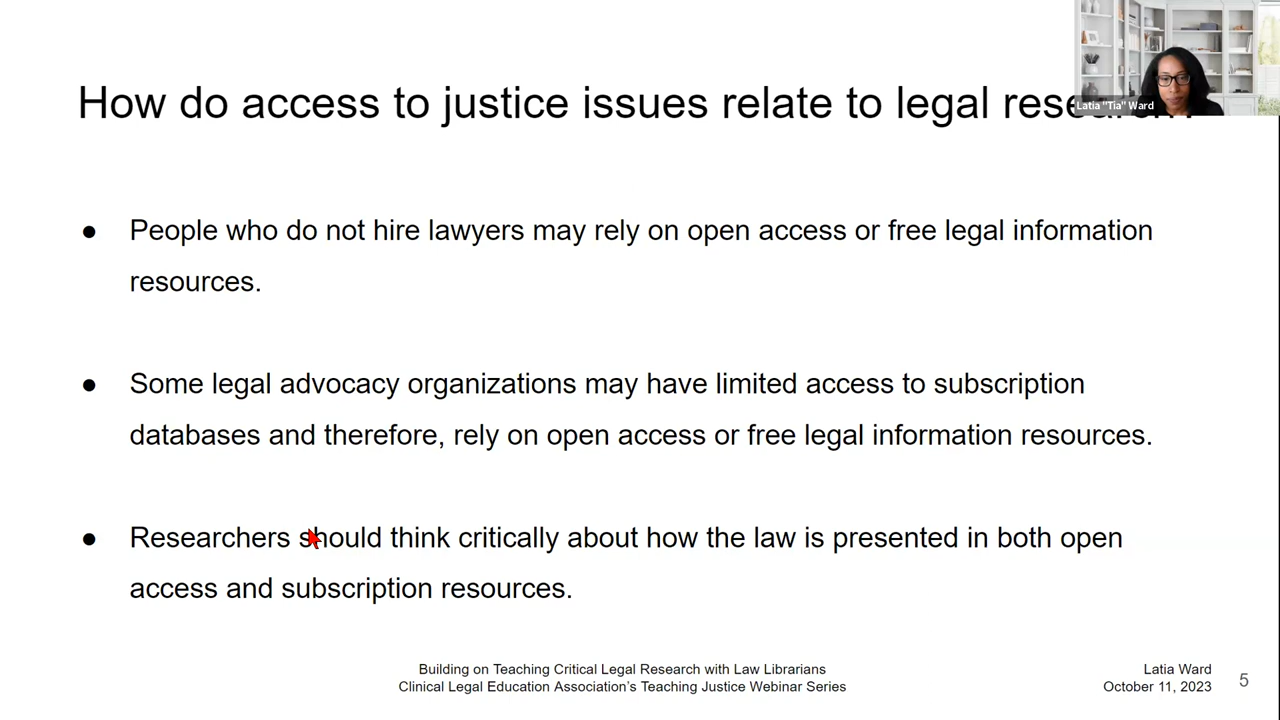 How do access to justice issues relate to legal research?
Latia "Tia" Ward
● People who do not hire lawyers may rely on open access or free legal information
resources.
● Some legal advocacy organizations may have limited access to subscription
databases and therefore, rely on open access or free legal information resources.
● Researchers should think critically about how the law is presented in both open
access and subscription resources.
Building on Teaching Critical Legal Research with Law Librarians
Clinical Legal Education Association's Teaching Justice Webinar Series
Latia Ward
October 11, 2023
5